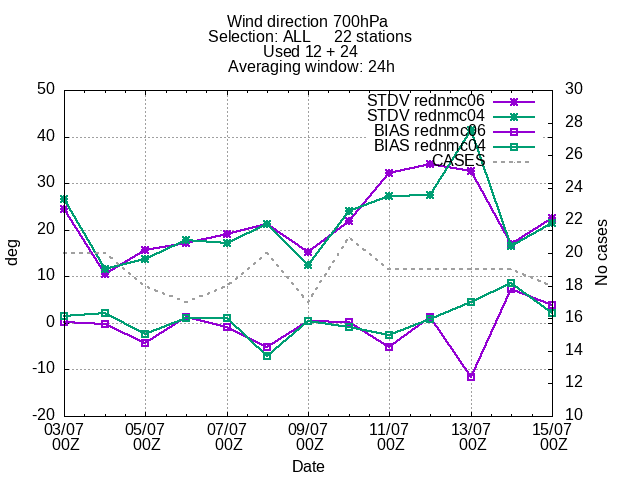 Wind direction 700hPa
Selection: ALL 22 stations
Used 12 + 24
Averaging window: 24h
STDV rednmc06
STDV rednmc04
BIAS rednmc06
BIAS rednmc04
CASES
50
40
30
20
10
0
-10
-20
deg
30
28
26
24
22
20
18
16
14
12
10
No cases
03/07 05/07 07/07 09/07 11/07 13/07 15/07
00Z 00Z 00Z 00Z 00Z 00Z 00Z
Date